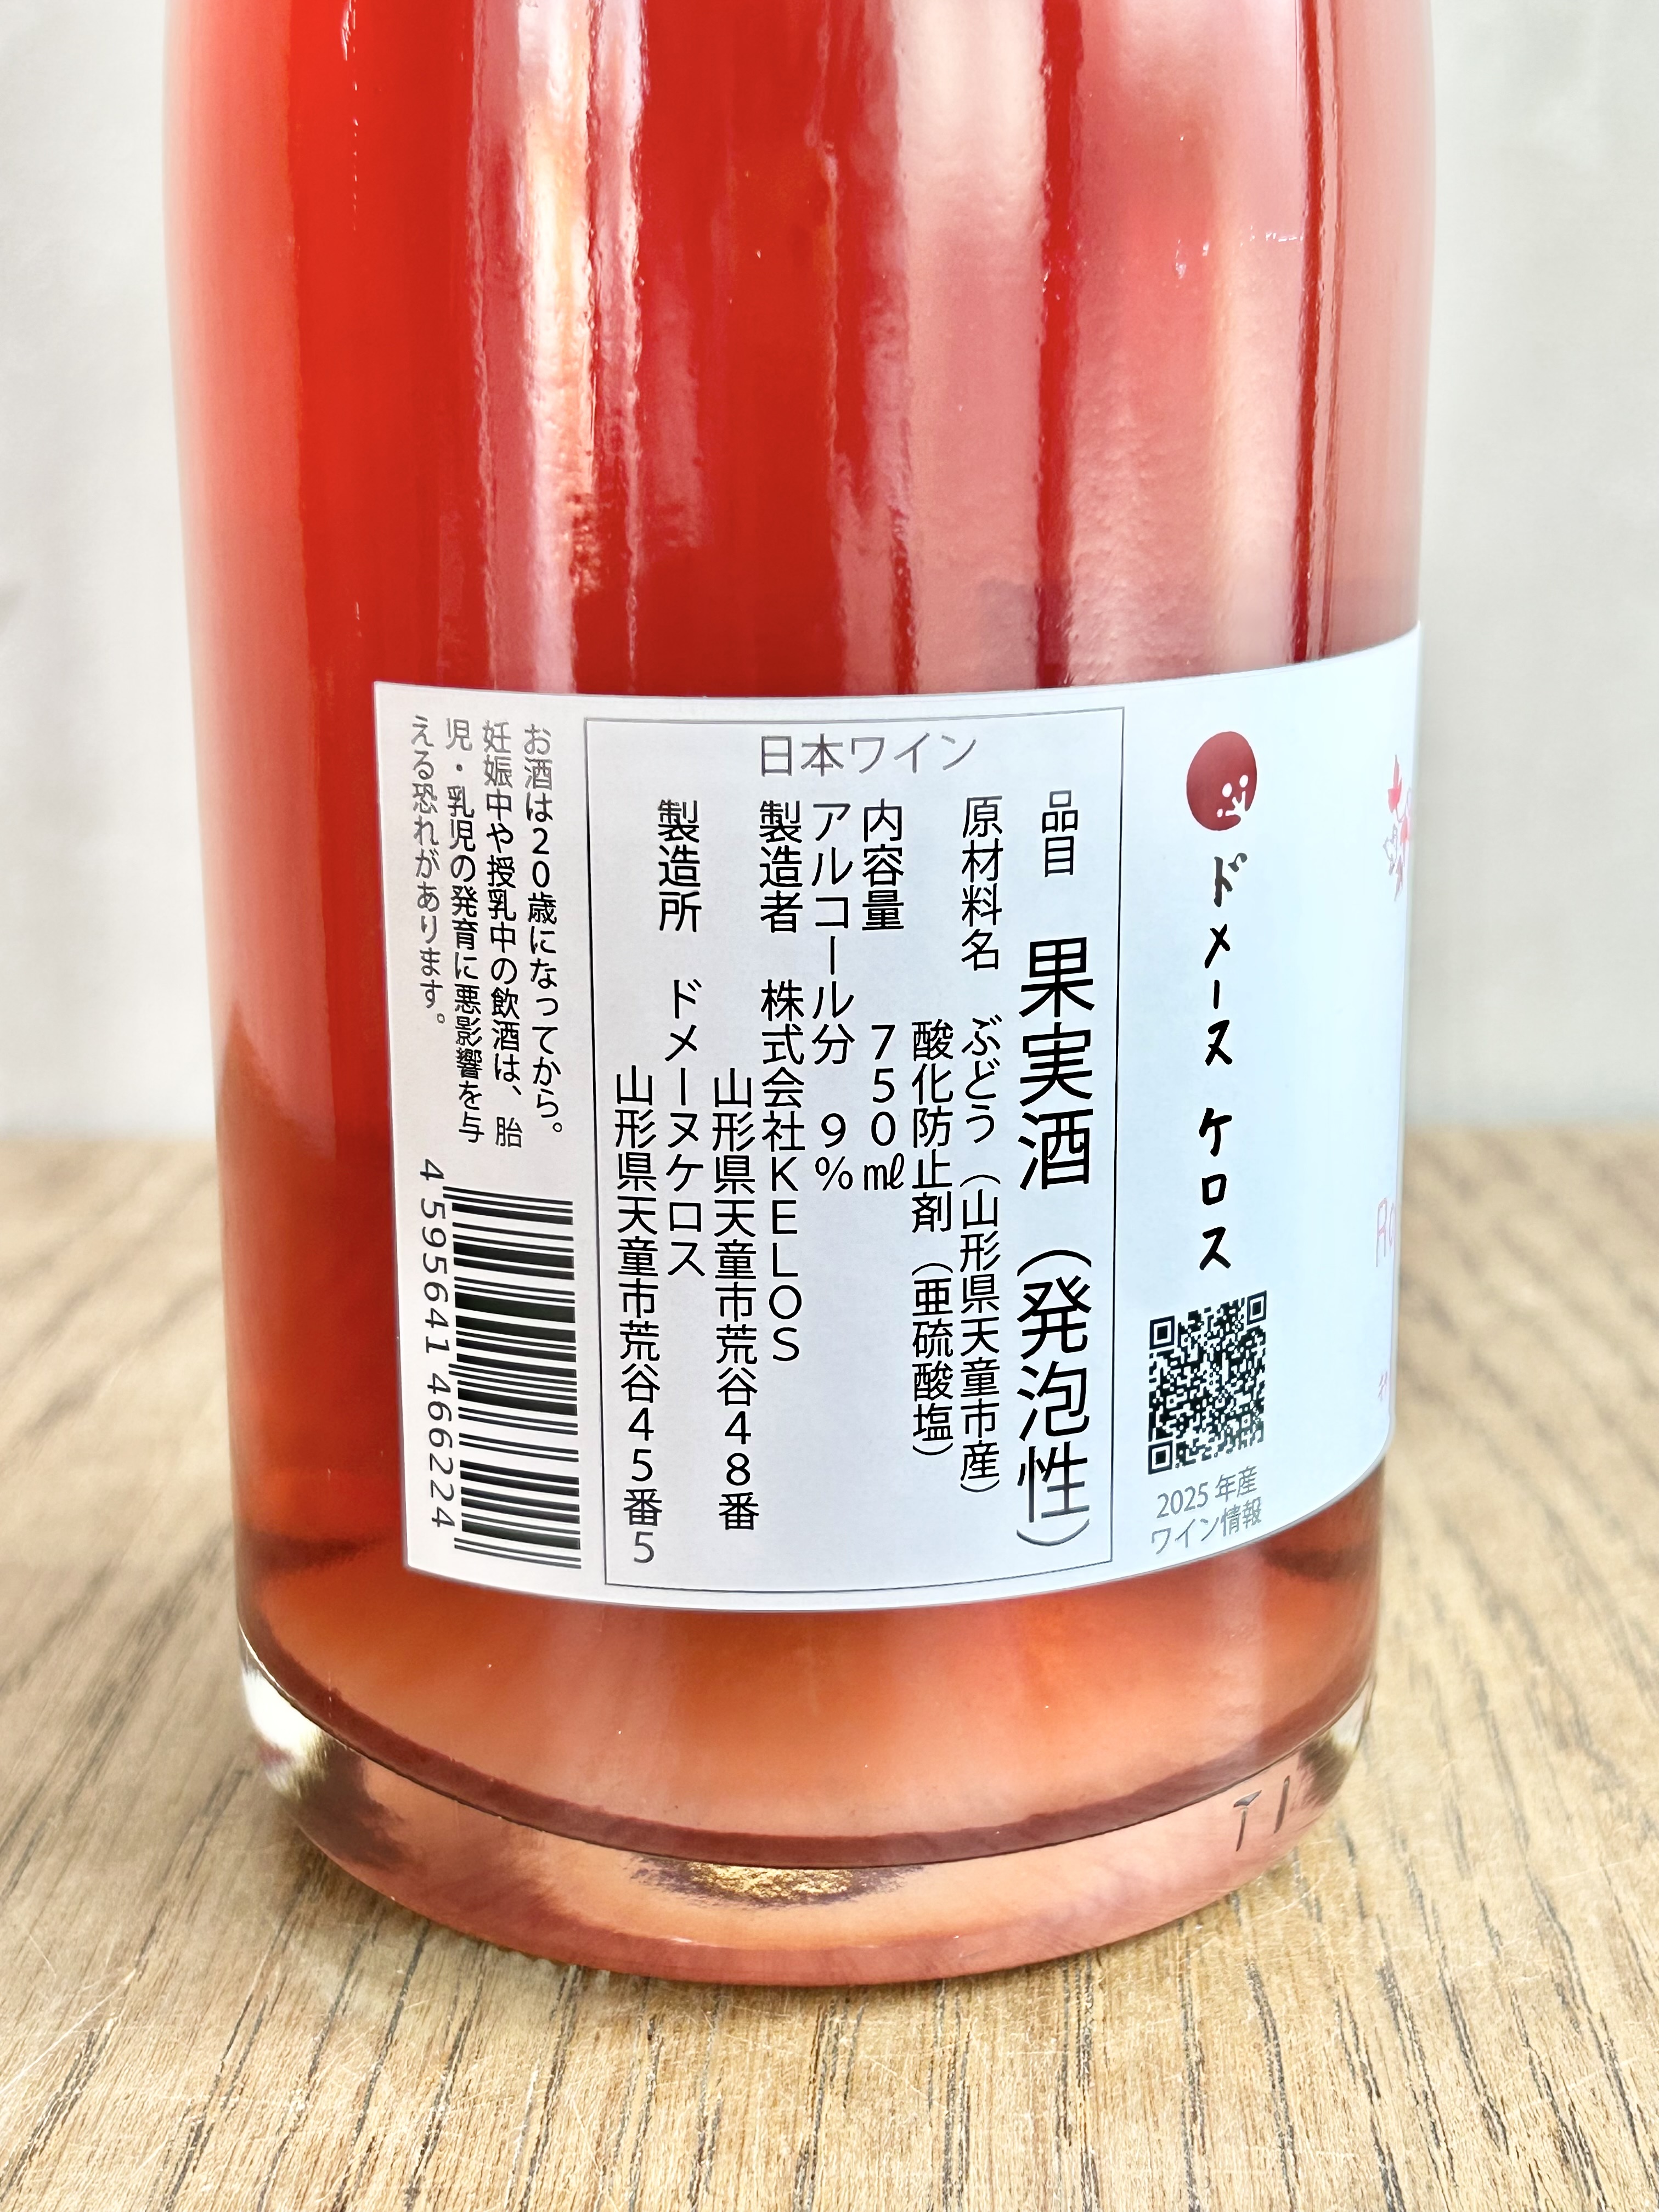 ドメーヌ ケロス
2025 年産
ワイン情報
日本ワイン
品目 果実酒（発泡性）
原材料名 ぶどう（山形県天童市産）
酸化防止剤（亜硫酸塩）
内容量 750㎖
アルコール分 9％
製造者 株式会社KELOS
山形県天童市荒谷48番
製造所 ドメーヌケロス
山形県天童市荒谷45番5
お酒は20歳になってから。
妊娠中や授乳中の飲酒は、胎
児・乳児の発育に悪影響を与
える恐れがあります。
4 595641 466224